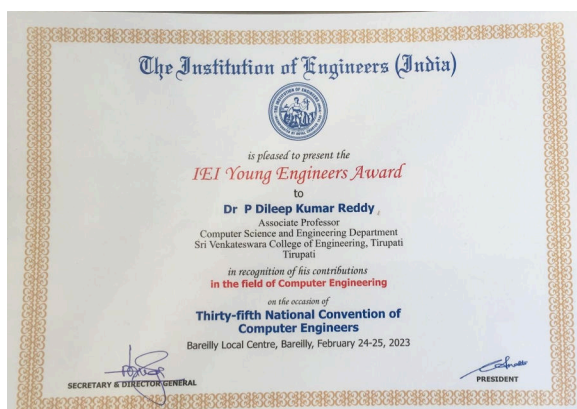 The Institution of Engineers (India)
is pleased to present the
IEI Young Engineers Award
to
Dr P Dileep Kumar Reddy
Associate Professor
Computer Science and Engineering Department
Sri Venkateswara College of Engineering, Tirupati
Tirupati
in recognition of his contributions
in the field of Computer Engineering
on the occasion of
Thirty-fifth National Convention of
Computer Engineers
Bareilly Local Centre, Bareilly, February 24-25, 2023
SECRETARY & DIRECTOR GENERAL
PRESIDENT